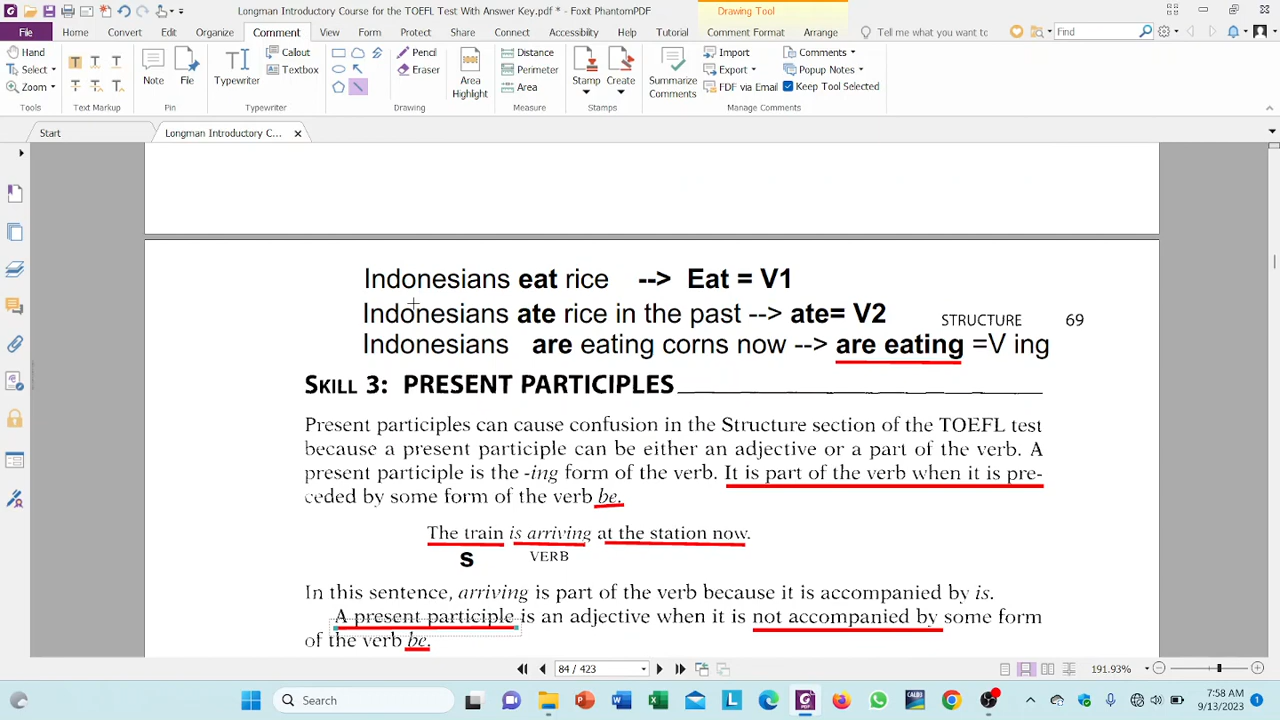 Longman Introductory Course for the TOEFL Test With Answer Key.pdf * - Foxit PhantomPDF
Drawing Tool
File Home Convert Edit Organize Comment View Form Protect Share Connect Accessibility Help Tutorial Comment Format Arrange Tell me what you want to Find
Hand
Select
Zoom
Tools
Text Markup
Note
File
Pin
Typewriter
Callout
Textbox
Typewriter
Pencil
Eraser
Drawing
Area
Highlight
Distance
Perimeter
Area
Measure
Stamp
Create
Stamps
Summarize
Comments
Import
Export
FDF via Email
Comments
Popup Notes
Keep Tool Selected
Manage Comments
Start
Longman Introductory C...
Indonesians eat rice --> Eat = V1
Indonesians ate rice in the past --> ate= V2
STRUCTURE 69
Indonesians are eating corns now --> are eating =V ing
SKILL 3: PRESENT PARTICIPLES
Present participles can cause confusion in the Structure section of the TOEFL test
because a present participle can be either an adjective or a part of the verb. A
present participle is the -ing form of the verb. It is part of the verb when it is pre-
ceded by some form of the verb be.
The train is arriving at the station now.
S VERB
In this sentence, arriving is part of the verb because it is accompanied by is.
A present participle is an adjective when it is not accompanied by some form
of the verb be.
84 / 423
191.93%
Search
7:58 AM
9/13/2023